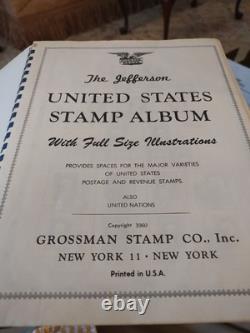 The Jefferson
UNITED STATES
STAMP ALBUM
With Full Size Illustrations
PROVIDES SPACES FOR THE MAJOR VARIETIES
OF UNITED STATES
POSTAGE AND REVENUE STAMPS.
ALSO
UNITED NATIONS
Copyright
GROSSMAN STAMP CO., Inc.
NEW YORK 11 • NEW YORK
Printed in U.S.A.